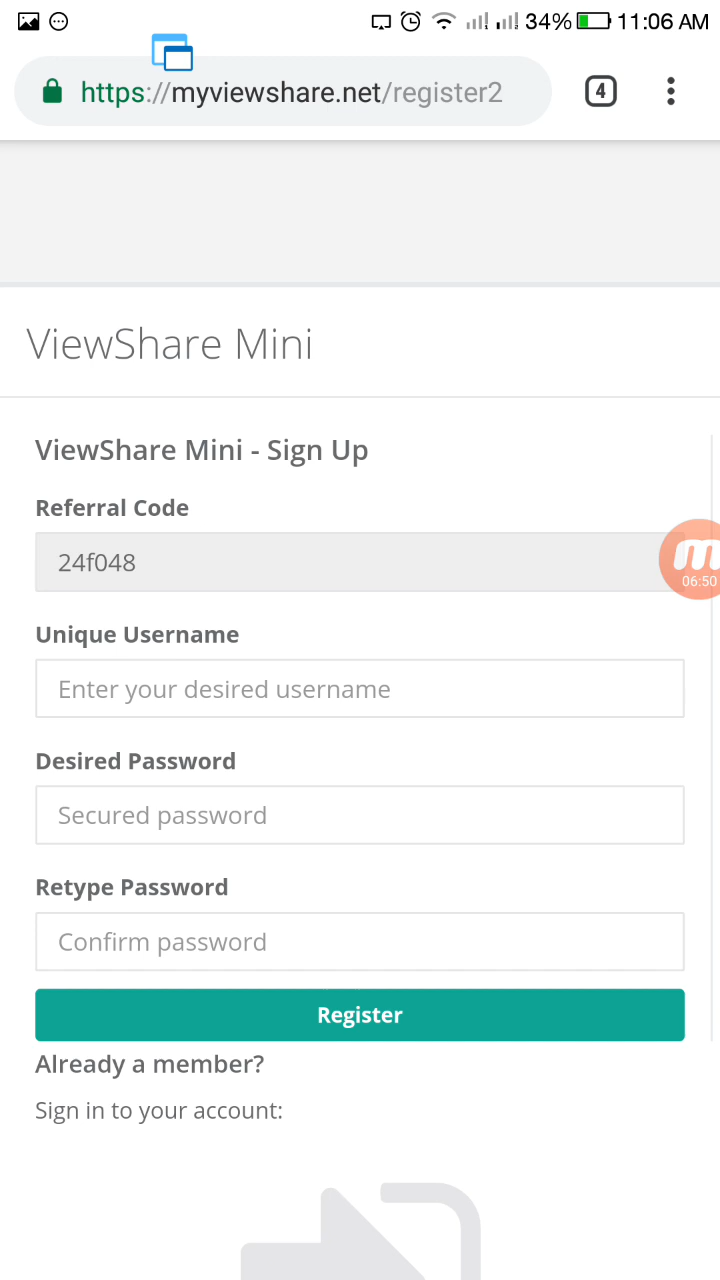 34% 11:06 AM
https://myviewshare.net/register2
4
ViewShare Mini
ViewShare Mini - Sign Up
Referral Code
24f048
06:50
Unique Username
Enter your desired username
Desired Password
Secured password
Retype Password
Confirm password
Register
Already a member?
Sign in to your account: